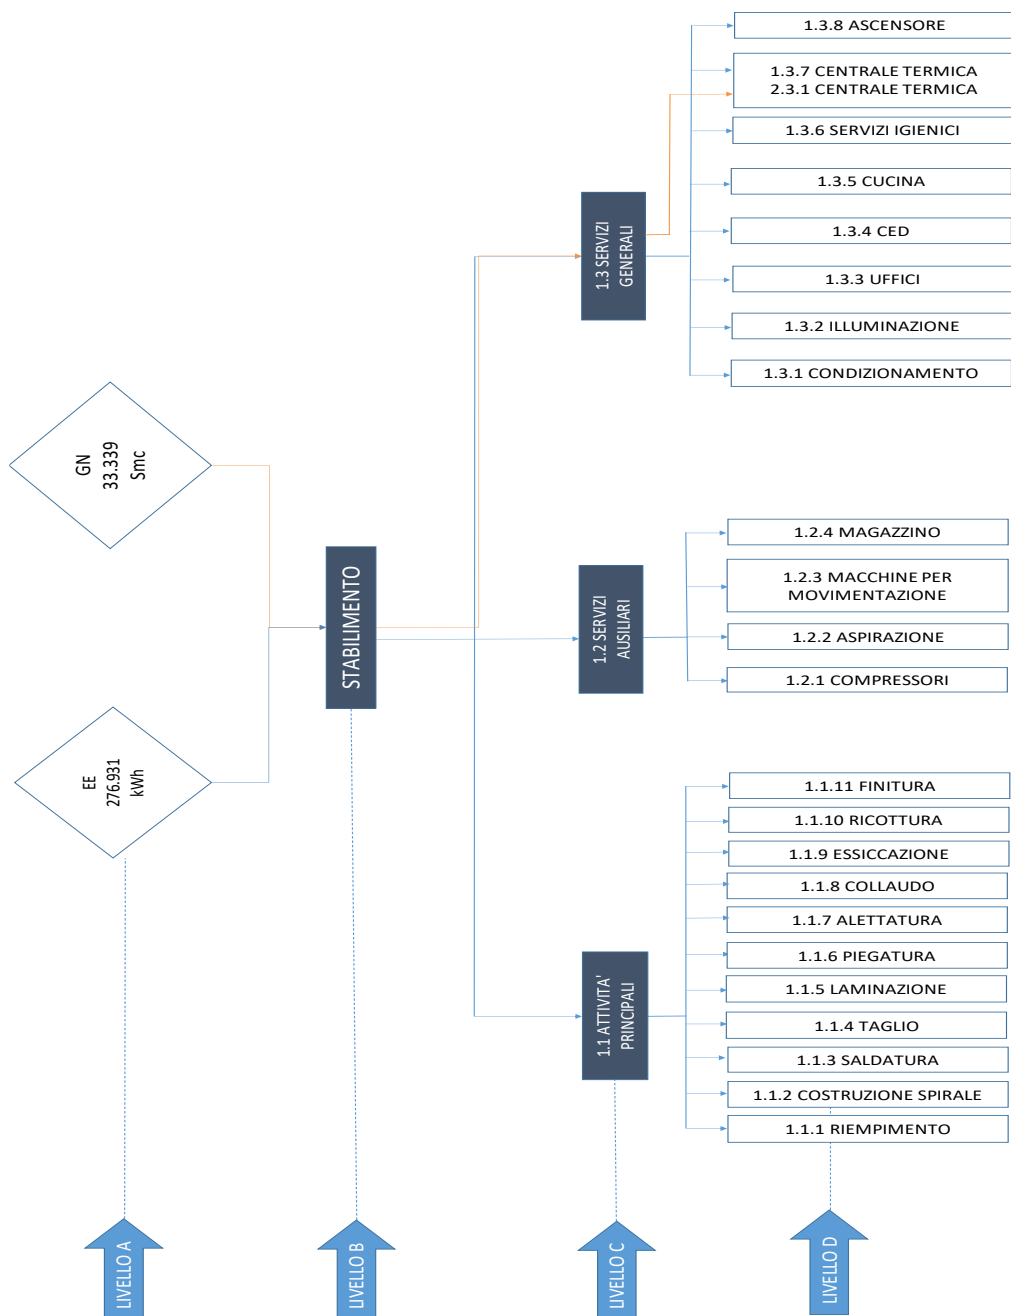 LIVELLO A
EE
276.931
kWh
GN
33.339
Smc
LIVELLO B
STABILIMENTO
LIVELLO C
1.1 ATTIVITA'
PRINCIPALI
1.2 SERVIZI
AUSILIARI
1.3 SERVIZI
GENERALI
LIVELLO D
1.3.8 ASCENSORE
1.3.7 CENTRALE TERMICA
2.3.1 CENTRALE TERMICA
1.3.6 SERVIZI IGIENICI
1.3.5 CUCINA
1.3.4 CED
1.3.3 UFFICI
1.3.2 ILLUMINAZIONE
1.3.1 CONDIZIONAMENTO
1.2.4 MAGAZZINO
1.2.3 MACCHINE PER
MOVIMENTAZIONE
1.2.2 ASPIRAZIONE
1.2.1 COMPRESSORI
1.1.11 FINITURA
1.1.10 RICOTTURA
1.1.9 ESSICCAZIONE
1.1.8 COLLAUDO
1.1.7 ALETTATURA
1.1.6 PIEGATURA
1.1.5 LAMINAZIONE
1.1.4 TAGLIO
1.1.3 SALDATURA
1.1.2 COSTRUZIONE SPIRALE
1.1.1 RIEMPIMENTO